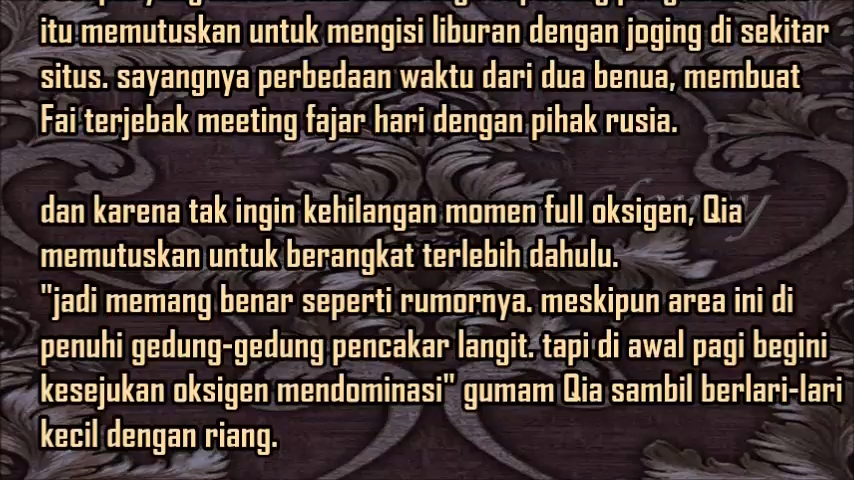 itu memutuskan untuk mengisi liburan dengan joging di sekitar
situs. sayangnya perbedaan waktu dari dua benua, membuat
Fai terjebak meeting fajar hari dengan pihak rusia.
dan karena tak ingin kehilangan momen full oksigen, Qia
memutuskan untuk berangkat terlebih dahulu.
"jadi memang benar seperti rumornya. meskipun area ini di
penuhi gedung-gedung pencakar langit. tapi di awal pagi begini
kesejukan oksigen mendominasi" gumam Qia sambil berlari-lari
kecil dengan riang.